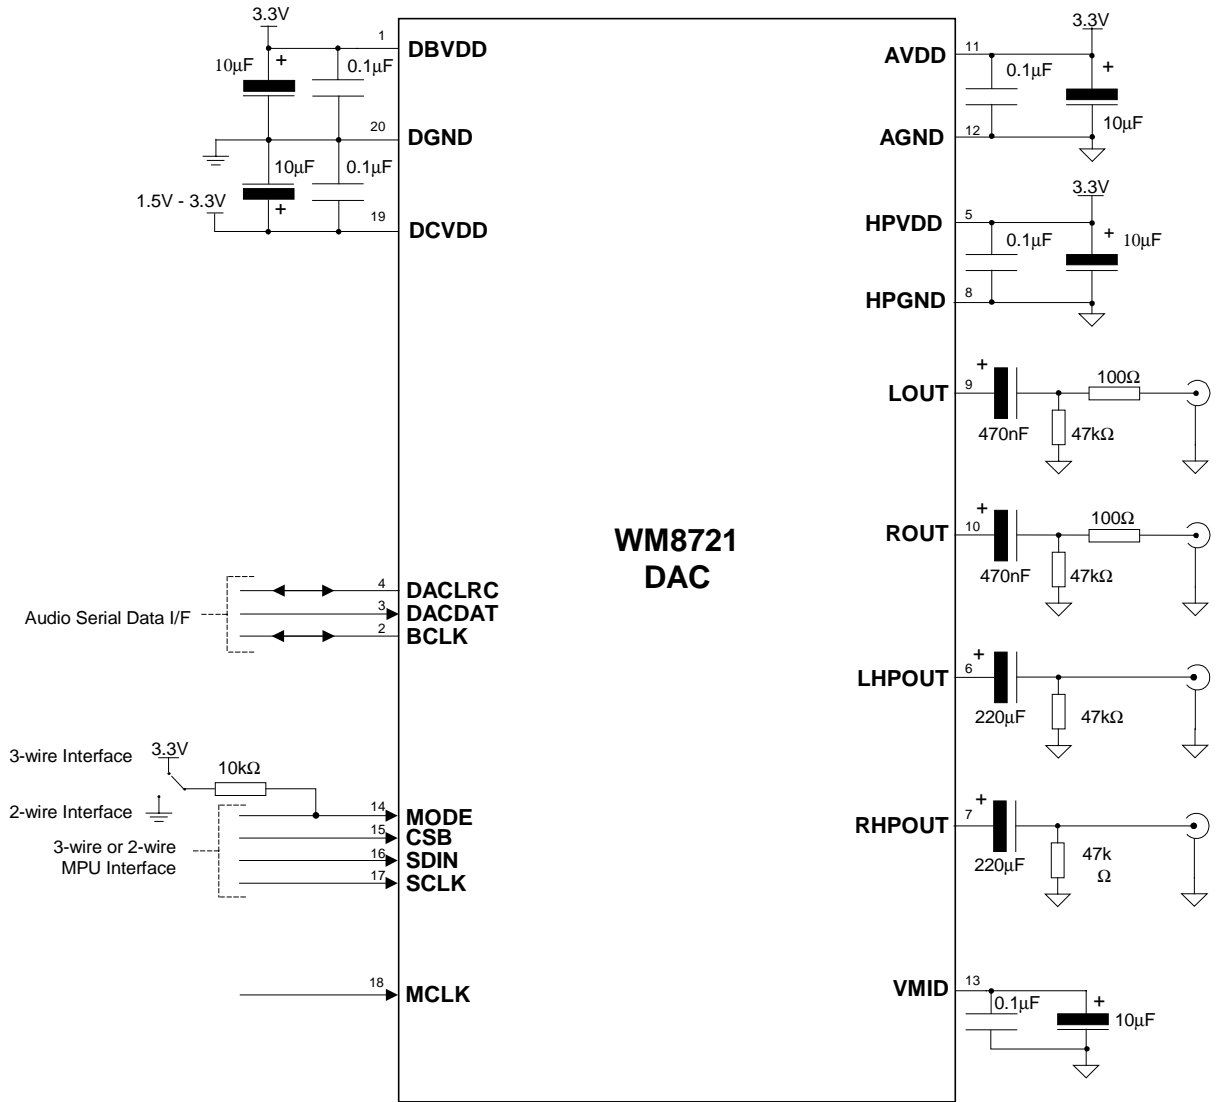 3.3V
1
DBVDD
10µF
+
0.1µF
20
DGND
10µF
0.1µF
1.5V - 3.3V
+
19
DCVDD
3.3V
11
AVDD
0.1µF
+
AGND
12
10µF
3.3V
5
HPVDD
0.1µF
+
10µF
8
HPGND
+
LOUT
9
100Ω
470nF
47kΩ
+
ROUT
10
100Ω
470nF
47kΩ
WM8721
DAC
Audio Serial Data I/F
4
DACLRC
3
DACDAT
2
BCLK
+
LHPOUT
6
220µF
47kΩ
3-wire Interface
3.3V
10kΩ
2-wire Interface
3-wire or 2-wire
MPU Interface
14
MODE
15
CSB
16
SDIN
17
SCLK
+
RHPOUT
7
220µF
47k
Ω
18
MCLK
VMID
13
0.1µF
+
10µF